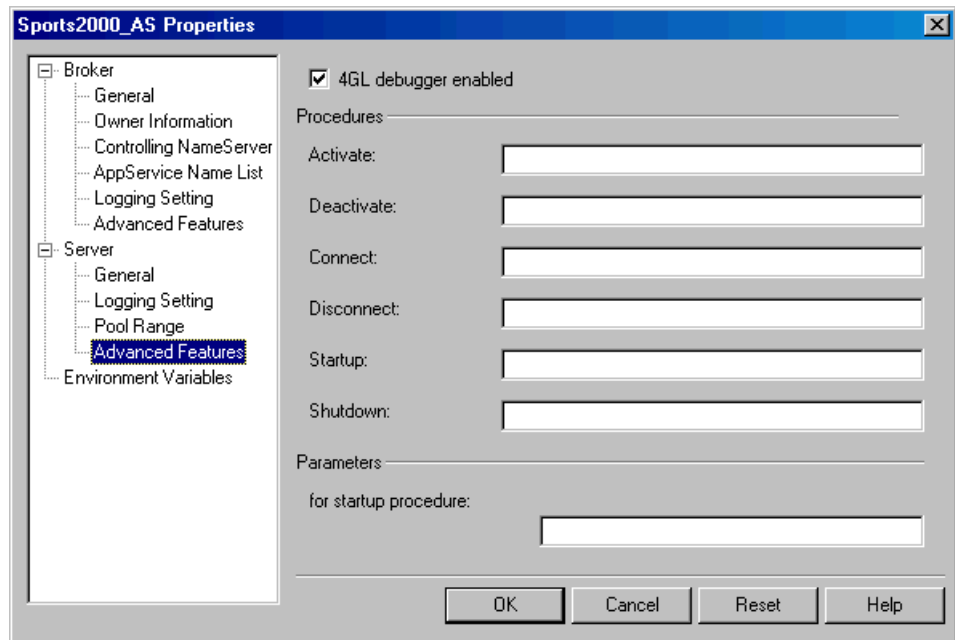 Sports2000_AS Properties
Broker
General
Owner Information
Controlling NameServer
AppService Name List
Logging Setting
Advanced Features
Server
General
Logging Setting
Pool Range
Advanced Features
Environment Variables
4GL debugger enabled
Procedures
Activate:
Deactivate:
Connect:
Disconnect:
Startup:
Shutdown:
Parameters
for startup procedure:
OK Cancel Reset Help